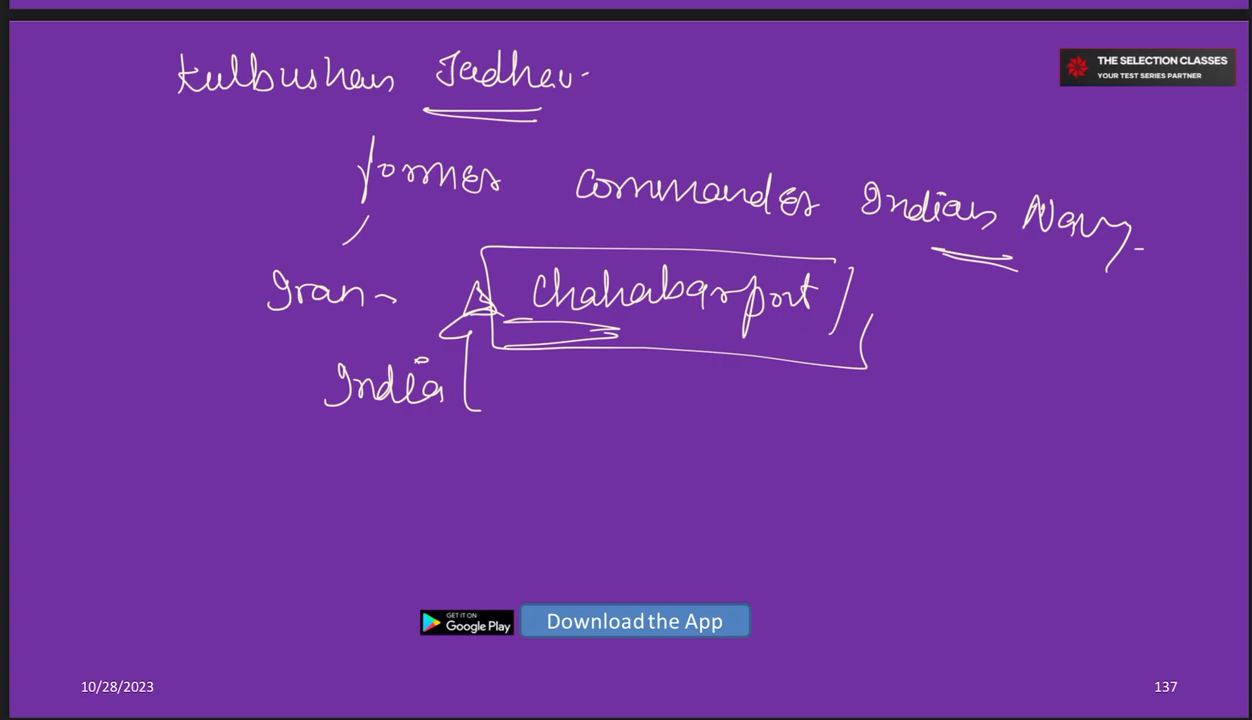 Kulbushan Jadhav.
THE SELECTION CLASSES
YOUR TEST SERIES PARTNER
former Commander Indian Navy.
Iran - Chahabarport
India
GET IT ON
Google Play
Download the App
10/28/2023
137